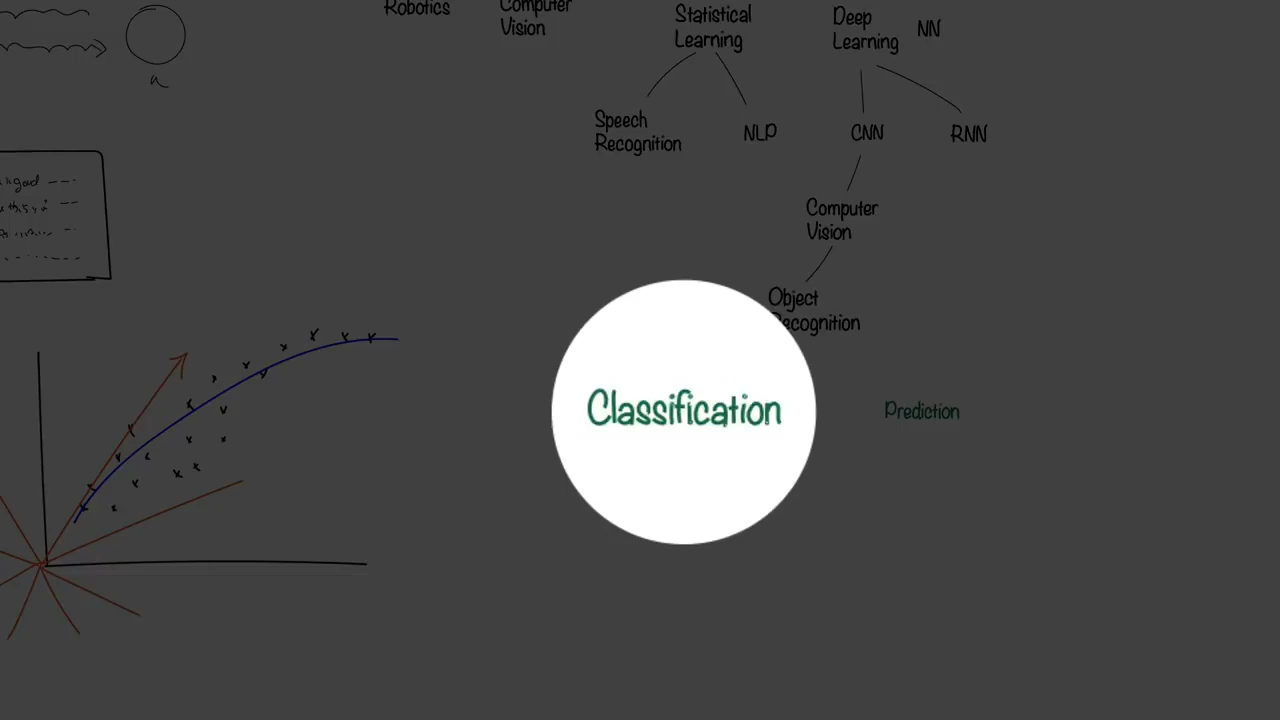 Robotics
Computer
Vision
Statistical
Learning
Deep
Learning
NN
a
Speech
Recognition
NLP
CNN
RNN
Computer
Vision
Object
Recognition
Classification
Prediction